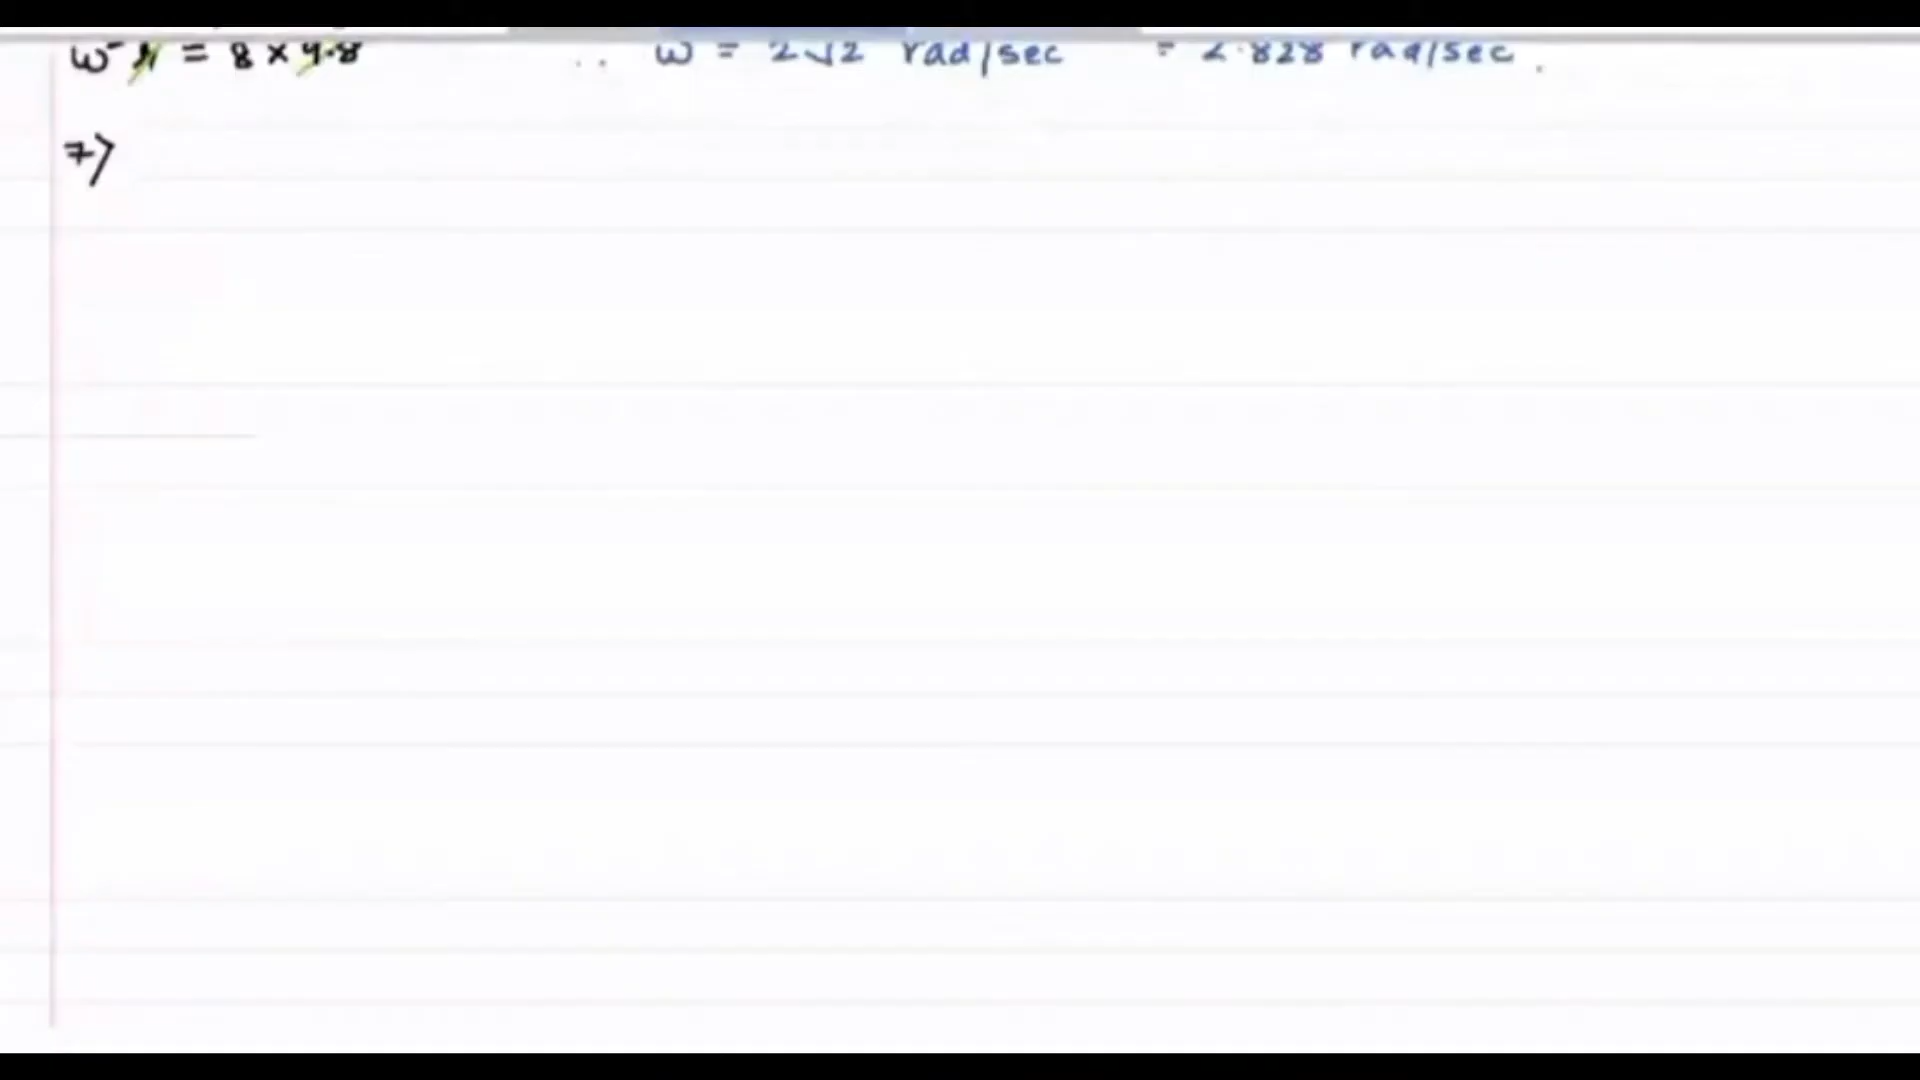 ω² = 8 × 9.8 ∴ ω = 2√2 rad/sec = 2.828 rad/sec.
7)